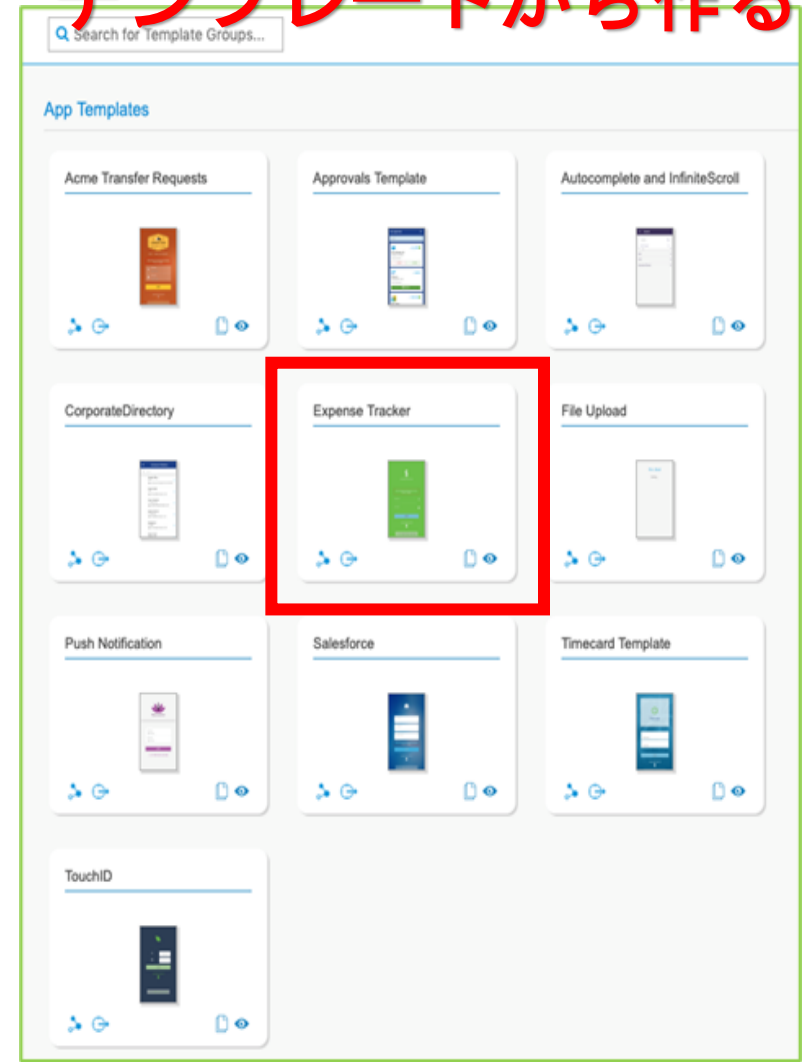 テンプレートから作る
Search for Template Groups...
App Templates
Acme Transfer Requests
Approvals Template
Autocomplete and InfiniteScroll
CorporateDirectory
Expense Tracker
File Upload
Push Notification
Salesforce
Timecard Template
TouchID